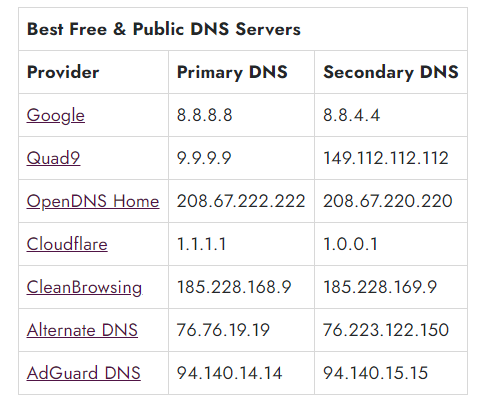 Best Free & Public DNS Servers
Provider Primary DNS Secondary DNS
Google 8.8.8.8 8.8.4.4
Quad9 9.9.9.9 149.112.112.112
OpenDNS Home 208.67.222.222 208.67.220.220
Cloudflare 1.1.1.1 1.0.0.1
CleanBrowsing 185.228.168.9 185.228.169.9
Alternate DNS 76.76.19.19 76.223.122.150
AdGuard DNS 94.140.14.14 94.140.15.15